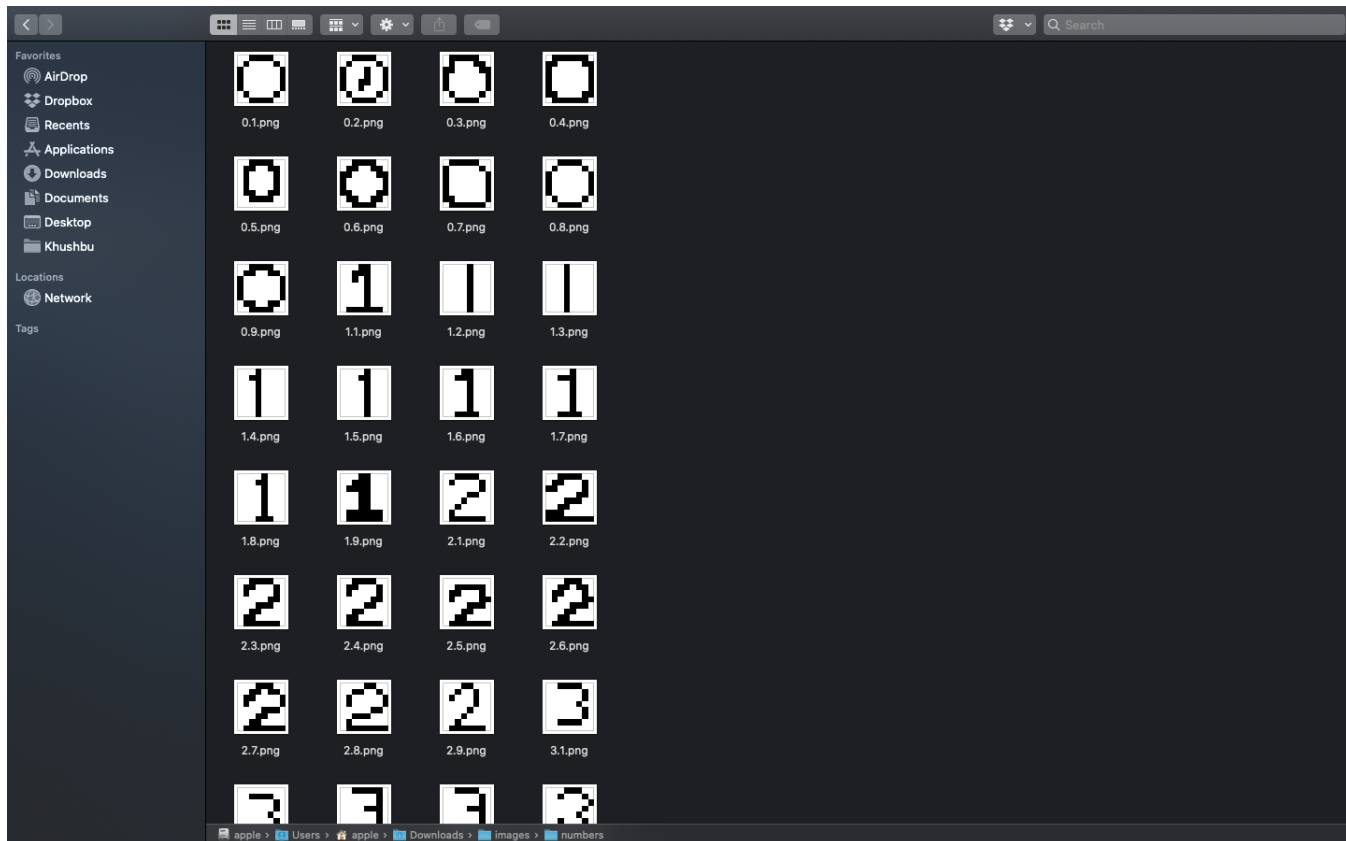 Search
Favorites
AirDrop
Dropbox
Recents
Applications
Downloads
Documents
Desktop
Khushbu
Locations
Network
Tags
0.1.png 0.2.png 0.3.png 0.4.png
0.5.png 0.6.png 0.7.png 0.8.png
0.9.png 1.1.png 1.2.png 1.3.png
1.4.png 1.5.png 1.6.png 1.7.png
1.8.png 1.9.png 2.1.png 2.2.png
2.3.png 2.4.png 2.5.png 2.6.png
2.7.png 2.8.png 2.9.png 3.1.png
apple › Users › apple › Downloads › images › numbers